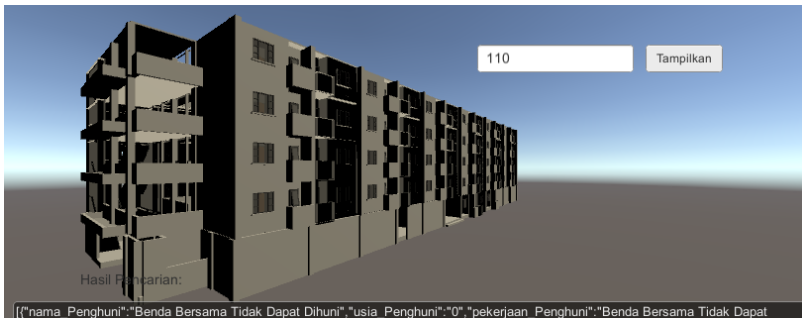 110
Tampilkan
Hasil Pencarian:
[{"nama_Penghuni":"Benda Bersama Tidak Dapat Dihuni","usia_Penghuni":"0","pekerjaan_Penghuni":"Benda Bersama Tidak Dapat